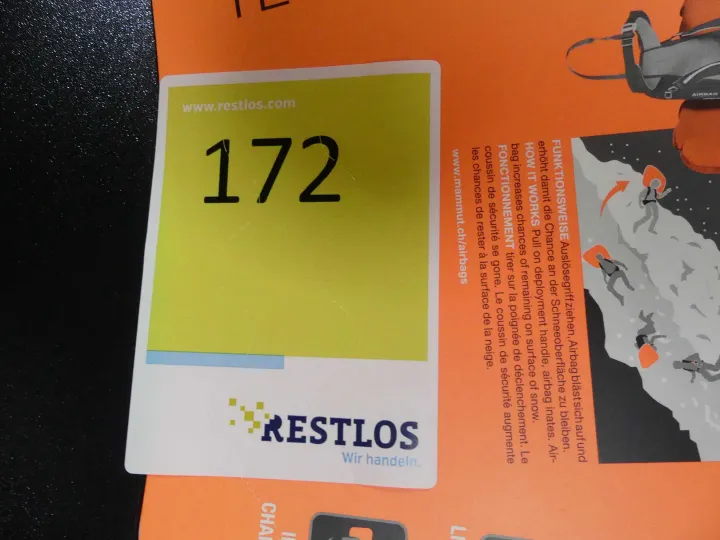 www.restlos.com
172
RESTLOS
Wir handeln.
AIRBAG
FUNKTIONSWEISE Auslösegriff ziehen, Airbag bläst sich auf und
erhöht damit die Chance an der Schneeoberfläche zu bleiben.
HOW IT WORKS Pull on deployment handle, airbag inates. Air-
bag increases chances of remaining on surface of snow.
FONCTIONNEMENT tirer sur la poignée de déclenchement. Le
coussin de sécurité se gone. Le coussin de sécurité augmente
les chances de rester à la surface de la neige.
www.mammut.ch/airbags